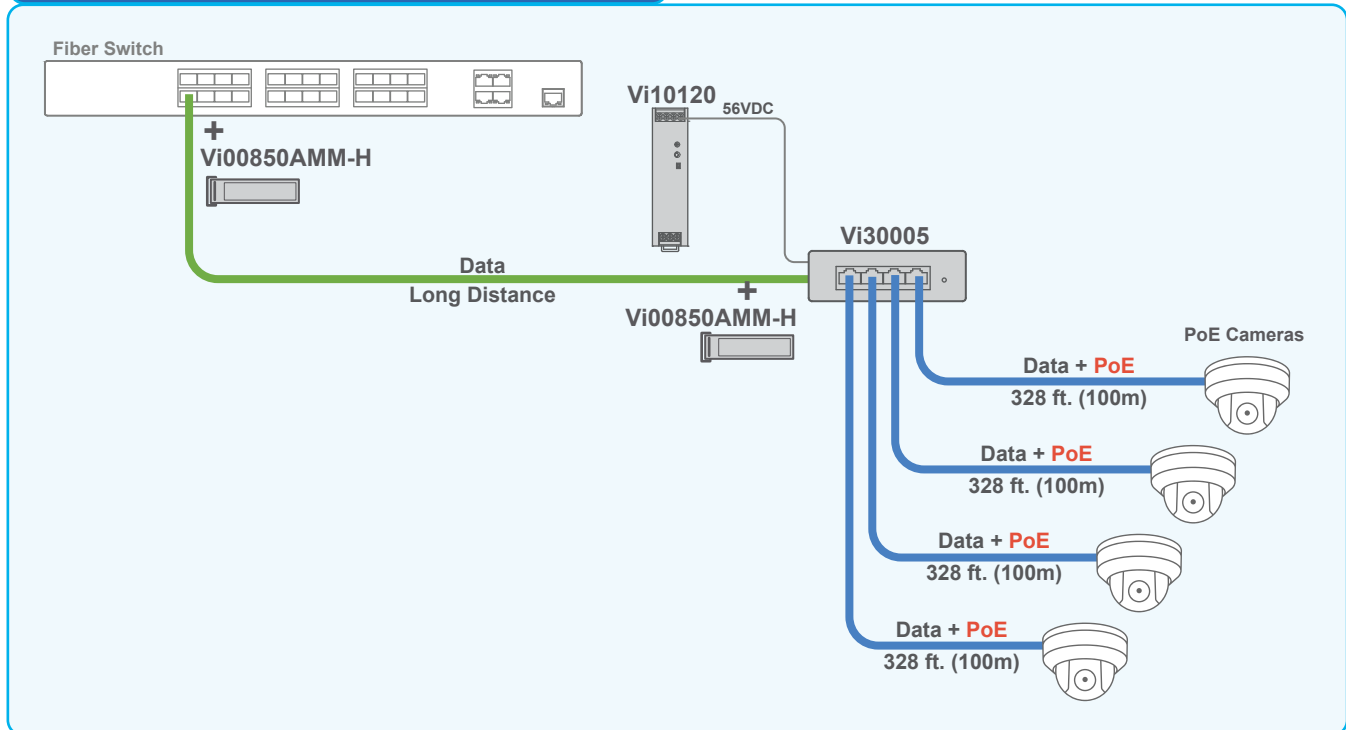 Fiber Switch
+
Vi00850AMM-H
Vi10120
56VDC
Vi30005
Data
Long Distance
+
Vi00850AMM-H
PoE Cameras
Data + PoE
328 ft. (100m)
Data + PoE
328 ft. (100m)
Data + PoE
328 ft. (100m)
Data + PoE
328 ft. (100m)